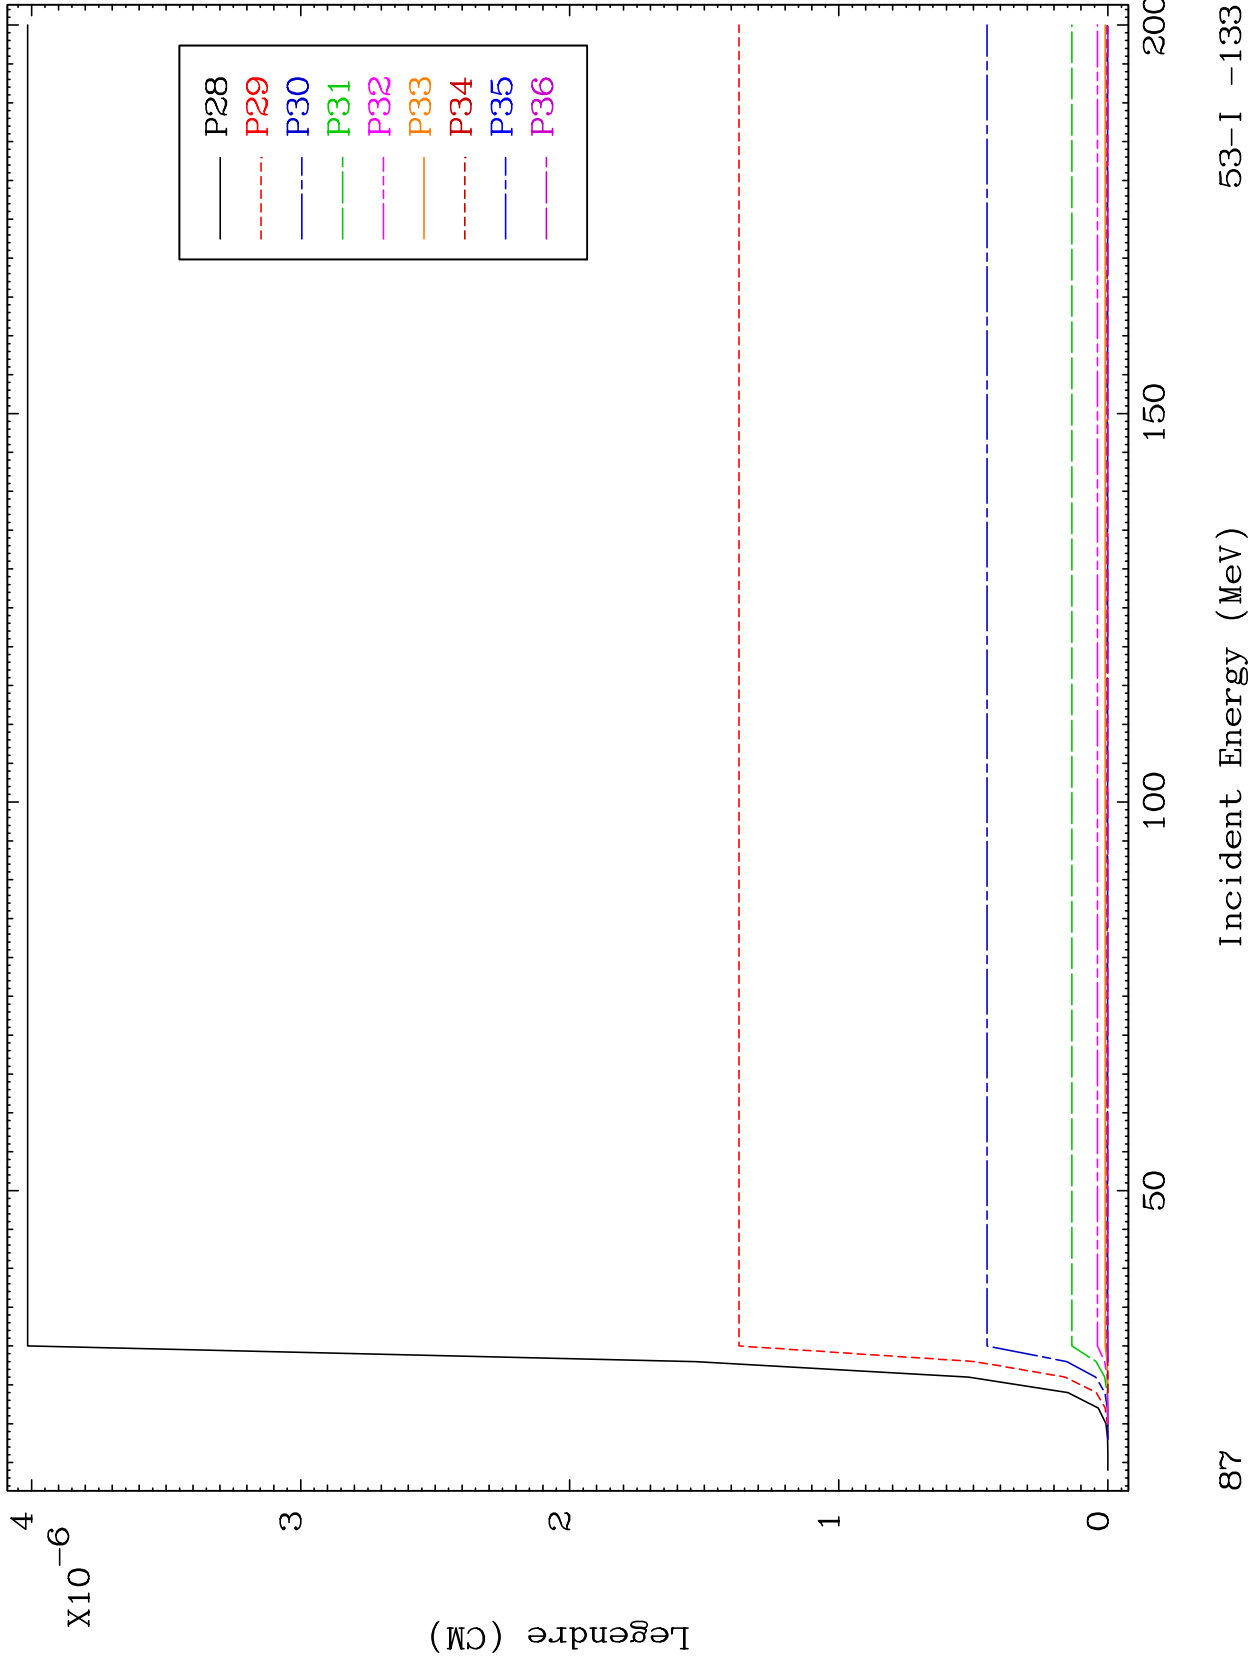 X10-6
4
3
2
1
0
Legendre (CM)
P28
P29
P30
P31
P32
P33
P34
P35
P36
50
100
150
200
Incident Energy (MeV)
87
53-I -133